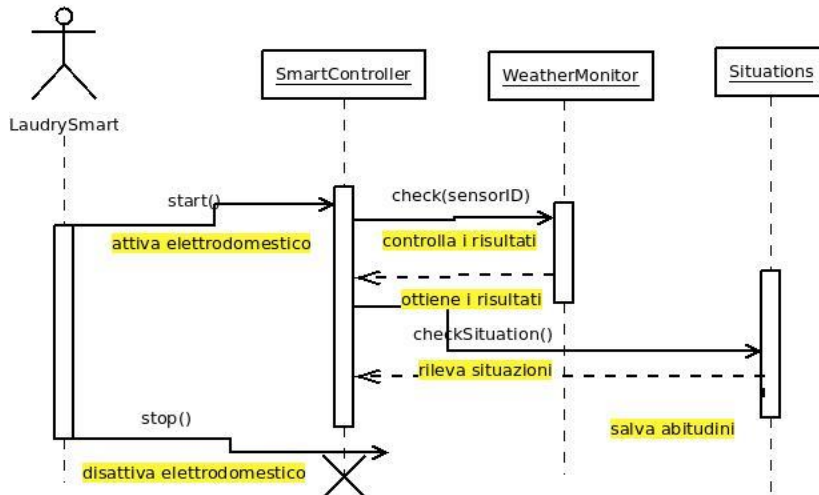 SmartController
WeatherMonitor
Situations
LaudrySmart
start()
check(sensorID)
attiva elettrodomestico
controlla i risultati
ottiene i risultati
checkSituation()
rileva situazioni
stop()
salva abitudini
disattiva elettrodomestico